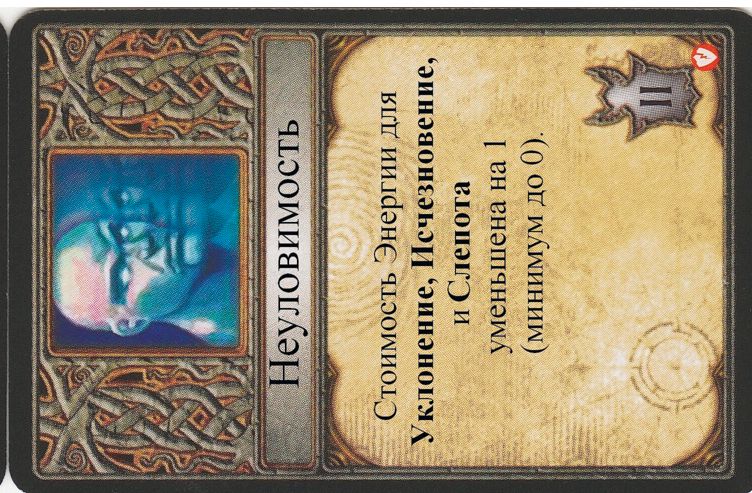 Неуловимость
Стоимость Энергии для
Уклонение, Исчезновение,
и Слепота
уменьшена на 1
(минимум до 0).
II